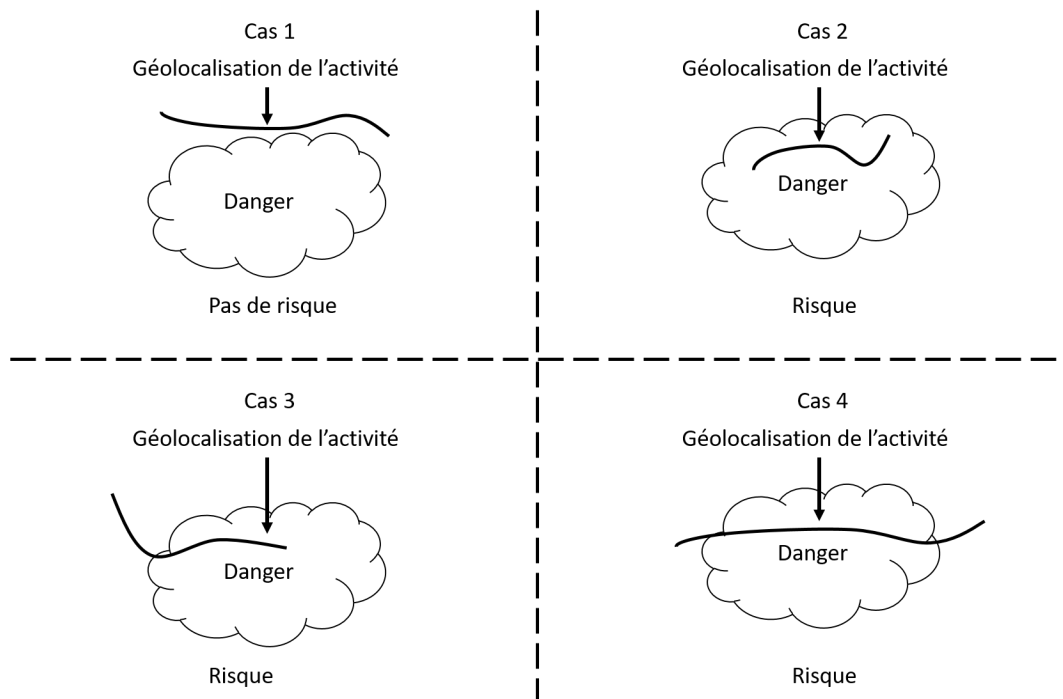 Cas 1
Géolocalisation de l’activité
Danger
Pas de risque
Cas 2
Géolocalisation de l’activité
Danger
Risque
Cas 3
Géolocalisation de l’activité
Danger
Risque
Cas 4
Géolocalisation de l’activité
Danger
Risque